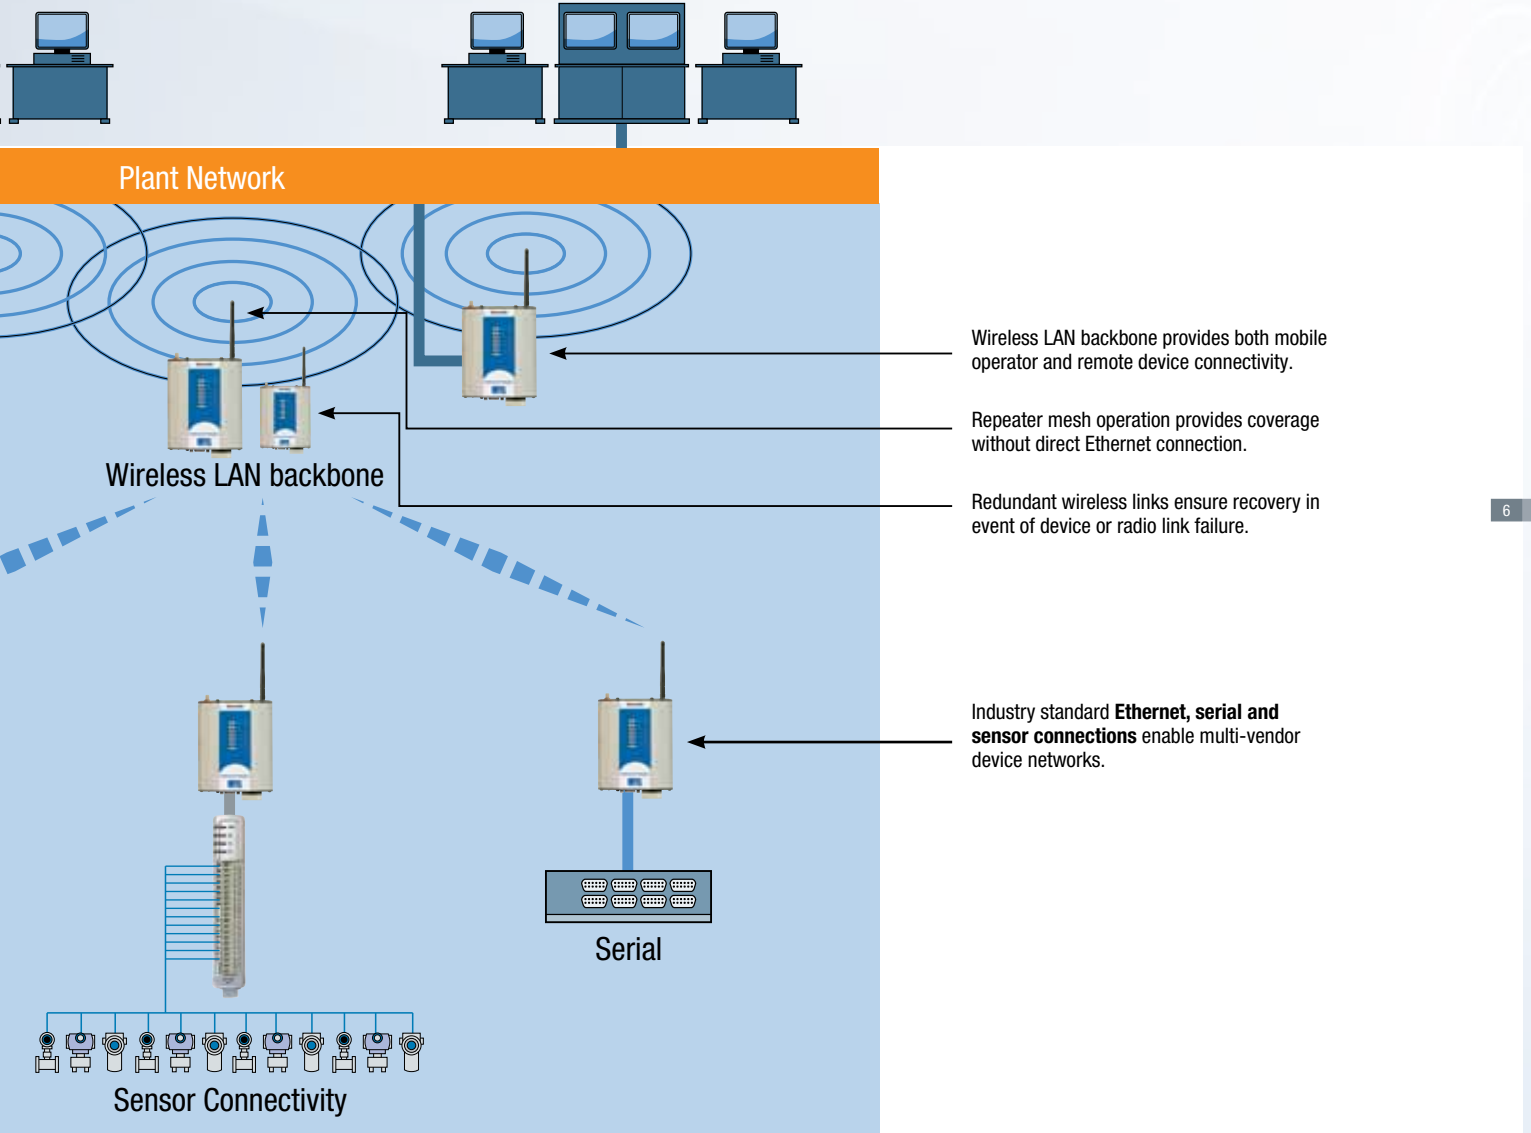 Plant Network
Wireless LAN backbone provides both mobile
operator and remote device connectivity.
Repeater mesh operation provides coverage
without direct Ethernet connection.
Wireless LAN backbone
Redundant wireless links ensure recovery in
event of device or radio link failure.
6
Industry standard Ethernet, serial and
sensor connections enable multi-vendor
device networks.
Serial
Sensor Connectivity